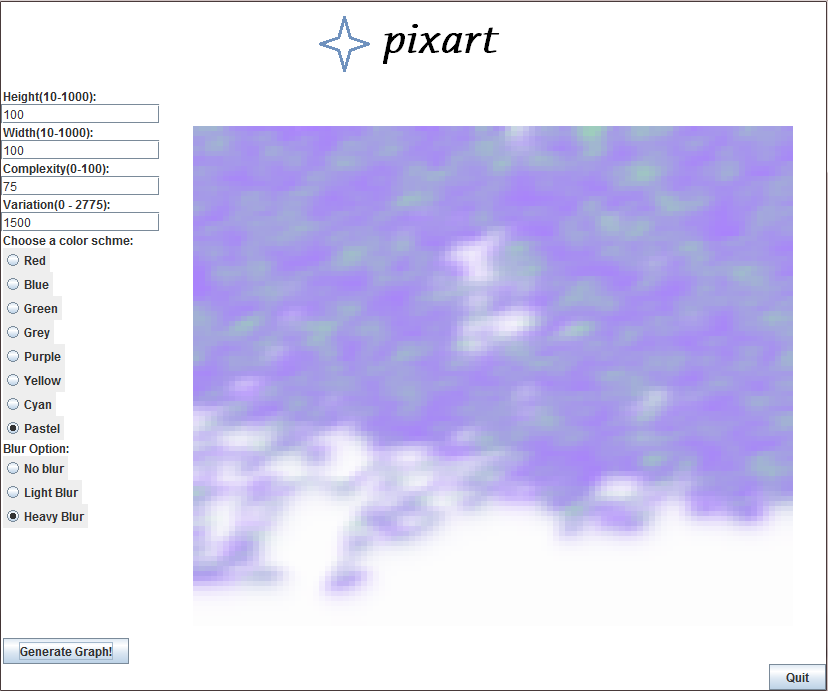 pixart
Height(10-1000):
100
Width(10-1000):
100
Complexity(0-100):
75
Variation(0 - 2775):
1500
Choose a color schme:
Red
Blue
Green
Grey
Purple
Yellow
Cyan
Pastel
Blur Option:
No blur
Light Blur
Heavy Blur
Generate Graph!
Quit